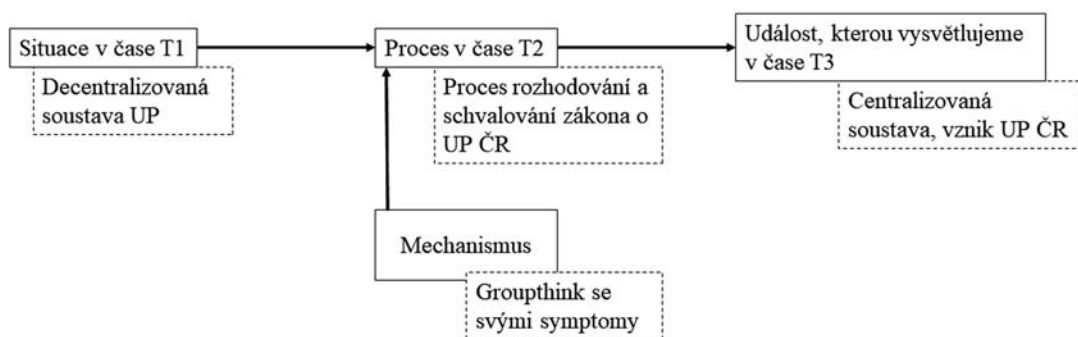 Situace v čase T1
Decentralizovaná
soustava UP
Proces v čase T2
Proces rozhodování a
schvalování zákona o
UP ČR
Událost, kterou vysvětlujeme
v čase T3
Centralizovaná
soustava, vznik UP ČR
Mechanismus
Groupthink se
svými symptomy